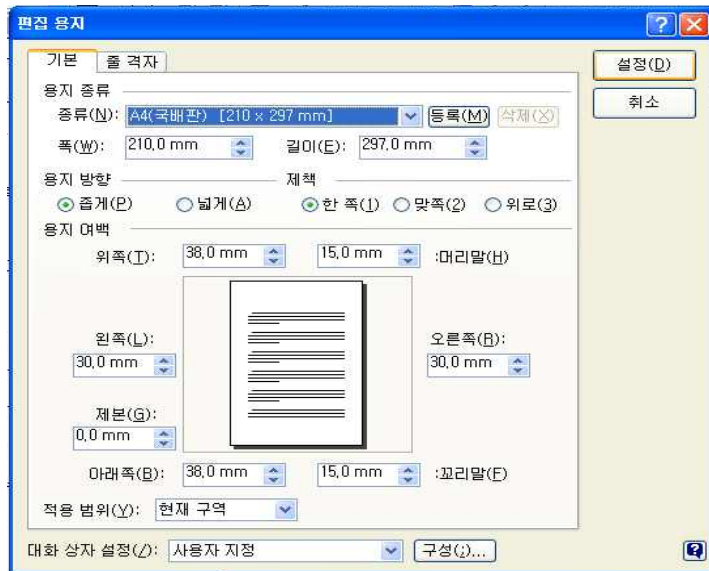 편집 용지
기본 줄 격자
설정(D)
취소
용지 종류
종류(N): A4(국배판) [210 × 297 mm] 등록(M) 삭제(X)
폭(W): 210,0 mm 길이(E): 297,0 mm
용지 방향 제책
좁게(P) 넓게(A) 한 쪽(1) 맞쪽(2) 위로(3)
용지 여백
위쪽(T): 38,0 mm 15,0 mm :머리말(H)
왼쪽(L): 오른쪽(R):
30,0 mm 30,0 mm
제본(G):
0,0 mm
아래쪽(B): 38,0 mm 15,0 mm :꼬리말(F)
적용 범위(Y): 현재 구역
대화 상자 설정(/): 사용자 지정 구성(;)...